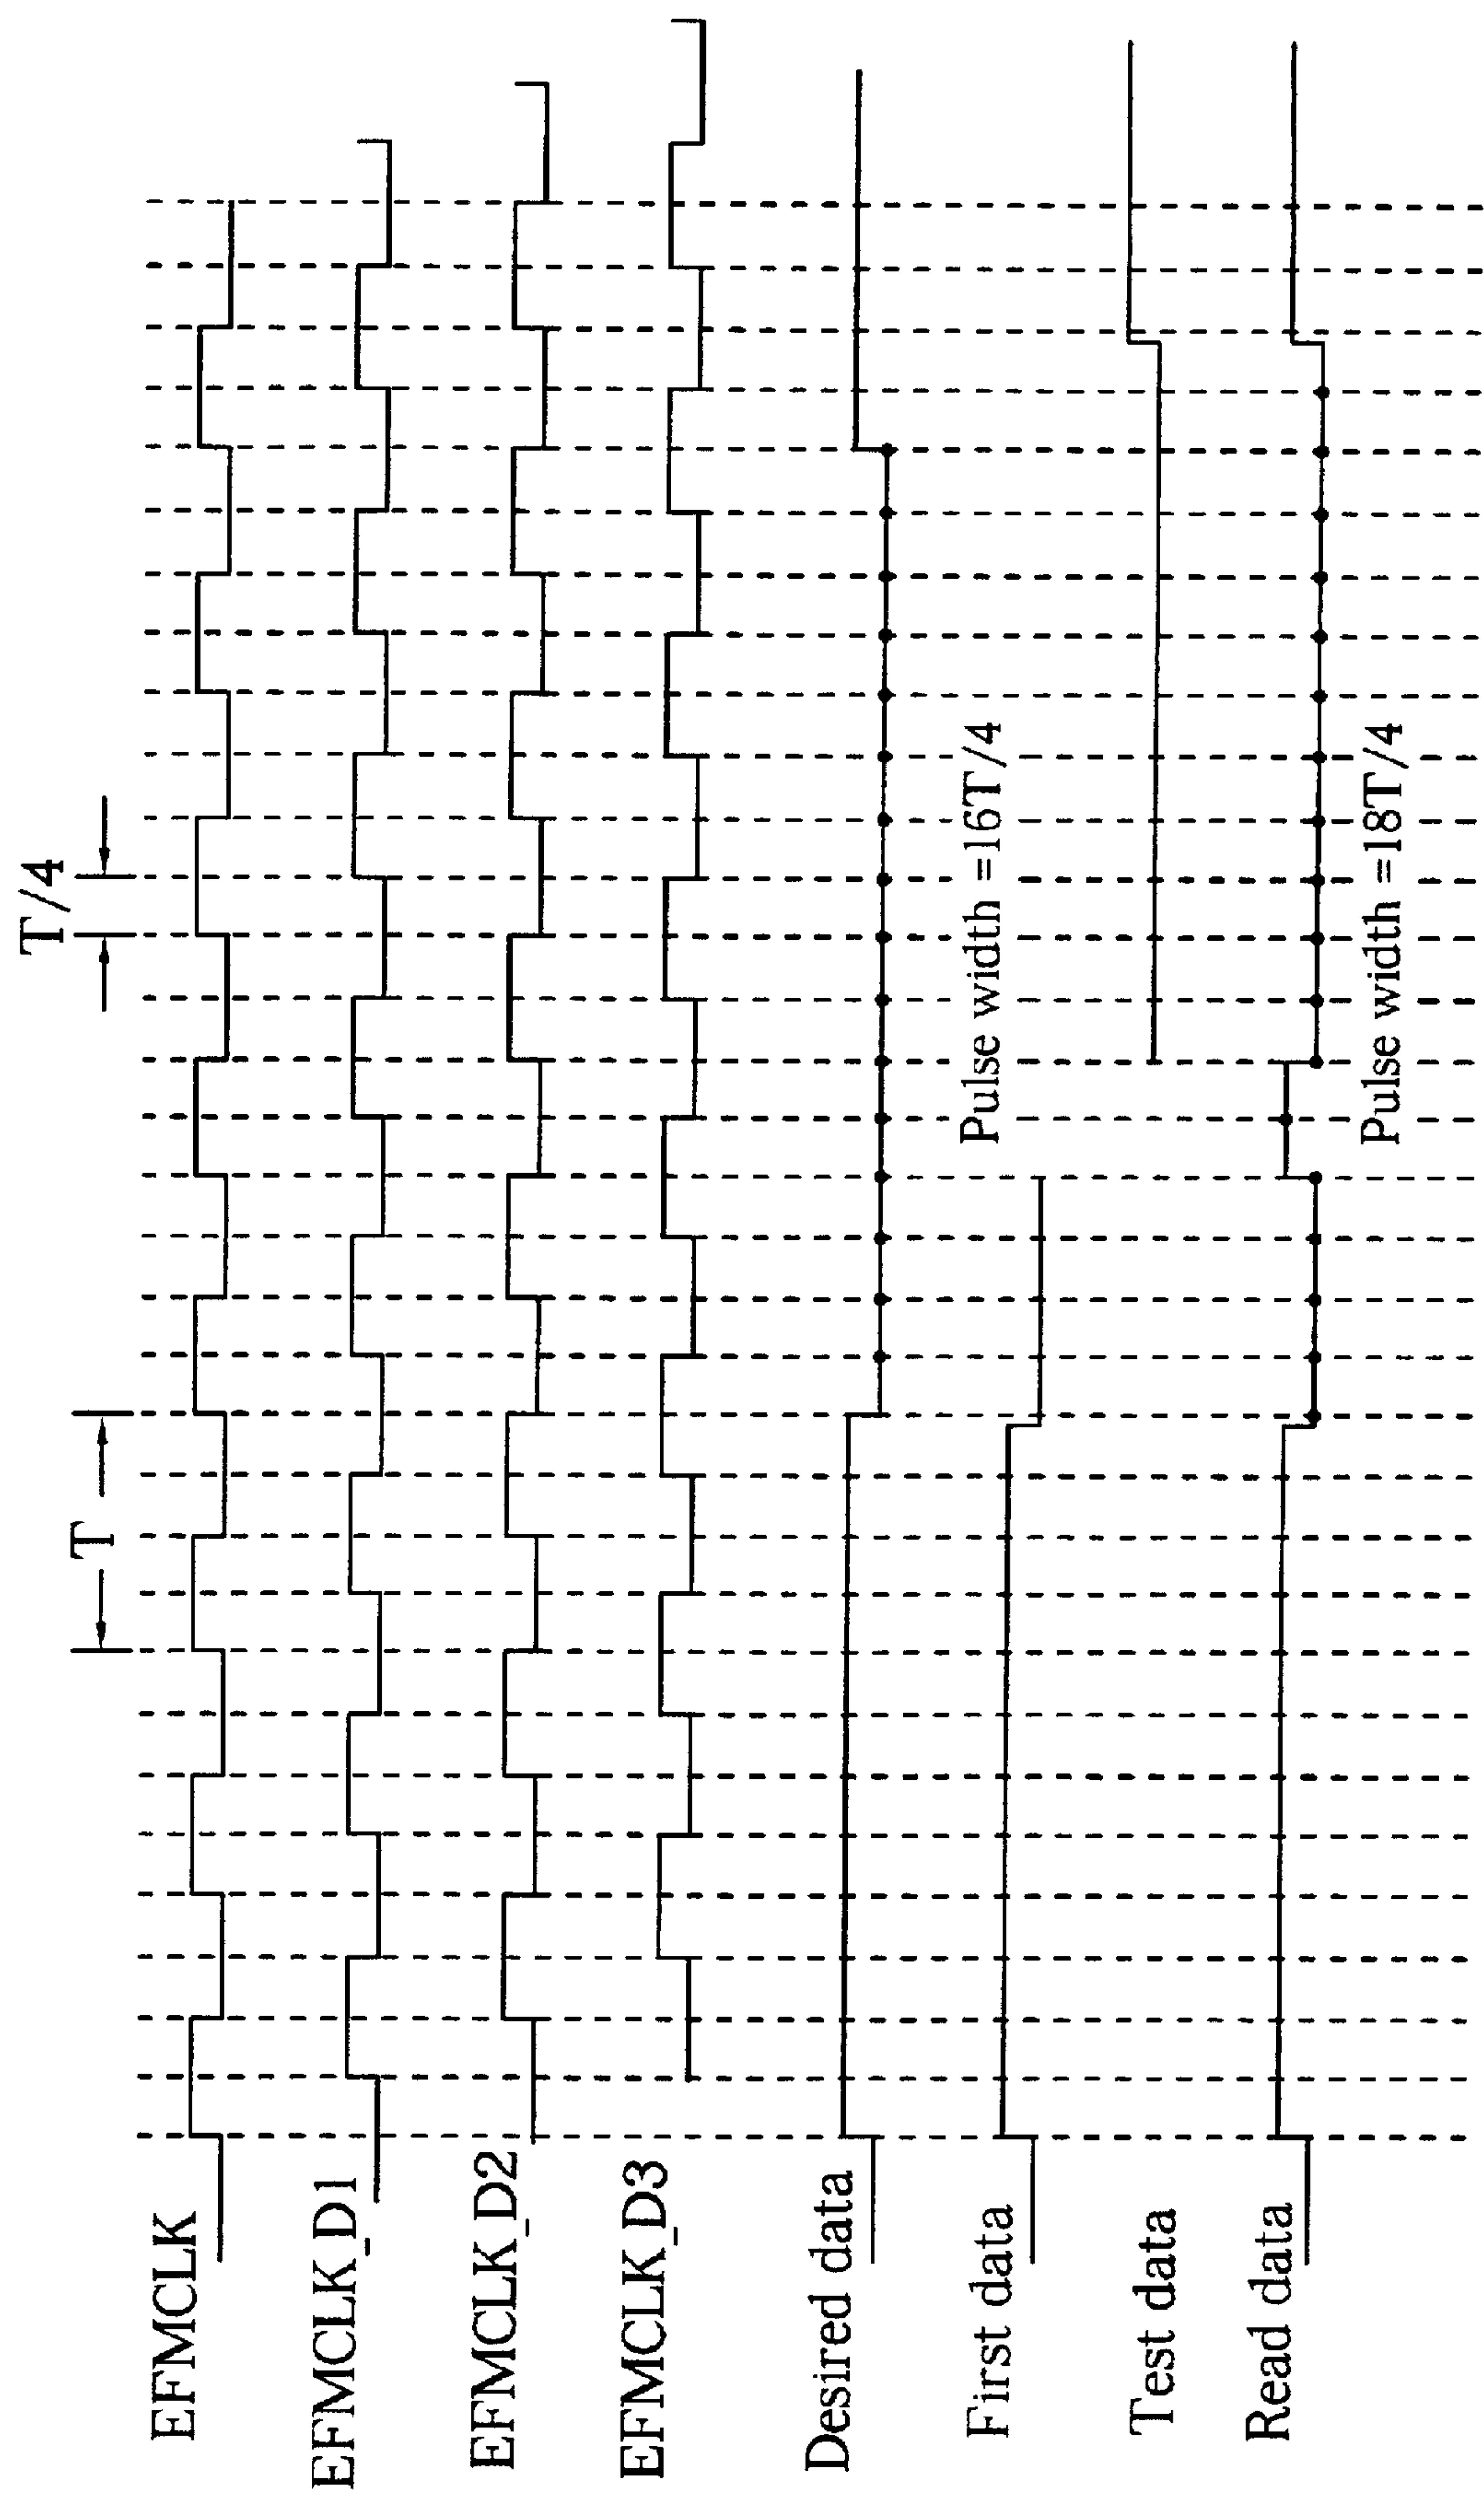 T
T/4
EFMCLK
EFMCLK_D1
EFMCLK_D2
EFMCLK_D3
Desired data
Pulse width =16T/4
First data
Test data
Read data
Pulse width =18T/4